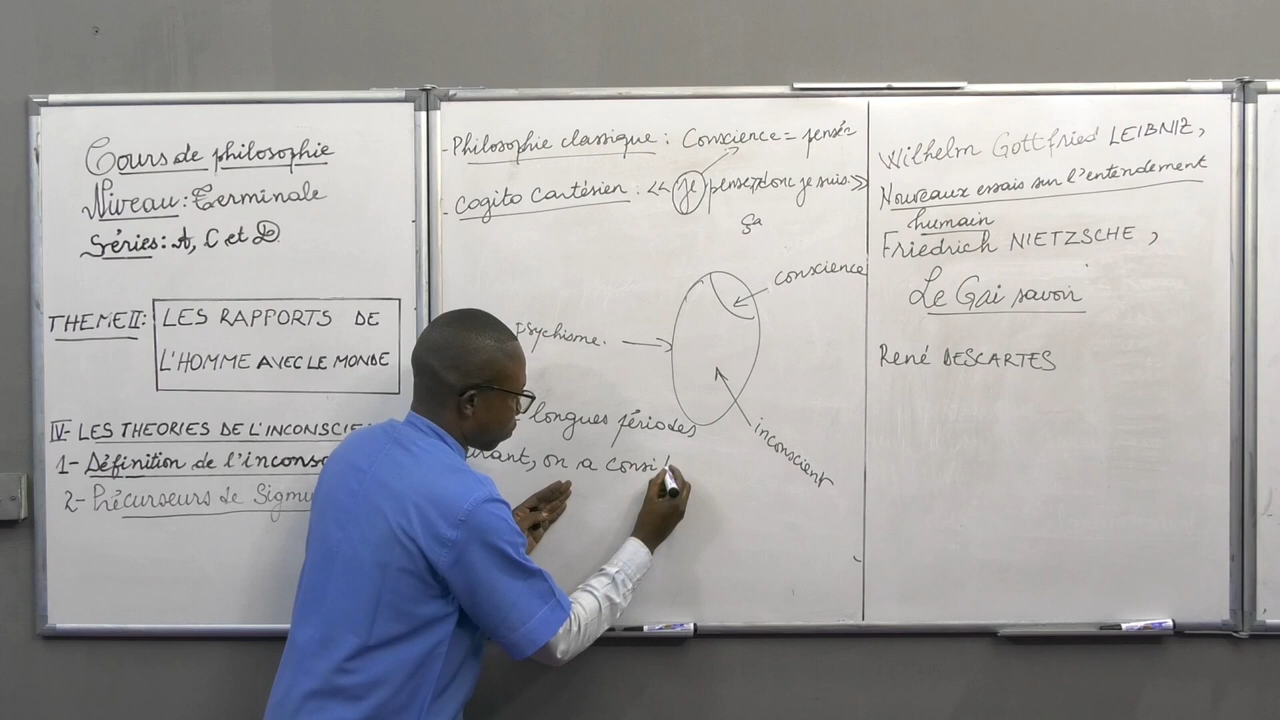 Cours de philosophie
Niveau : Terminale
Séries : A, C et D
THEME II :
LES RAPPORTS DE
L'HOMME AVEC LE MONDE
IV- LES THEORIES DE L'INCONSCIE
1- Définition de l'incons
2- Précurseurs de Sigmu
- Philosophie classique : Conscience = pensée
- Cogito Cartésien : << je pense, donc je suis. >>
ça
conscience
psychisme.
inconscient
longues périodes
durant, on a consi
Wilhelm Gottfried LEIBNIZ,
Nouveaux essais sur l'entendement
humain
Friedrich NIETZSCHE,
Le Gai savoir
René DESCARTES